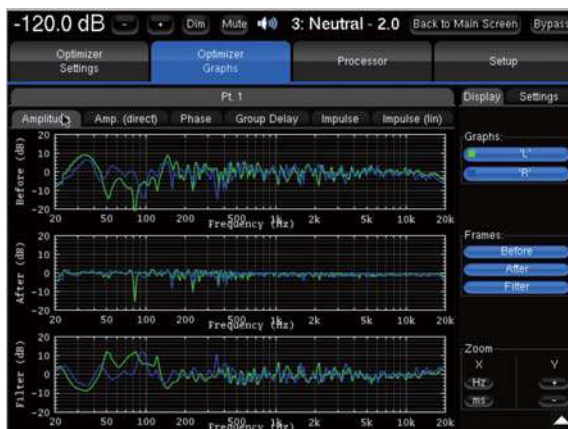 -120.0 dB - + Dim Mute 3: Neutral - 2.0 Back to Main Screen Bypass
Optimizer Settings
Optimizer Graphs
Processor
Setup
Pt. 1
Display Settings
Amplitude Amp. (direct) Phase Group Delay Impulse Impulse (lin)
Graphs:
'L'
'R'
Before (dB)
20
10
0
-10
-20
20 50 100 200 500 1k 2k 5k 10k 20k
Frequency (Hz)
Frames:
Before
After
Filter
After (dB)
20
10
0
-10
-20
20 50 100 200 500 1k 2k 5k 10k 20k
Frequency (Hz)
Zoom
X Y
Hz +
ms -
Filter (dB)
20
10
0
-10
-20
20 50 100 200 500 1k 2k 5k 10k 20k
Frequency (Hz)